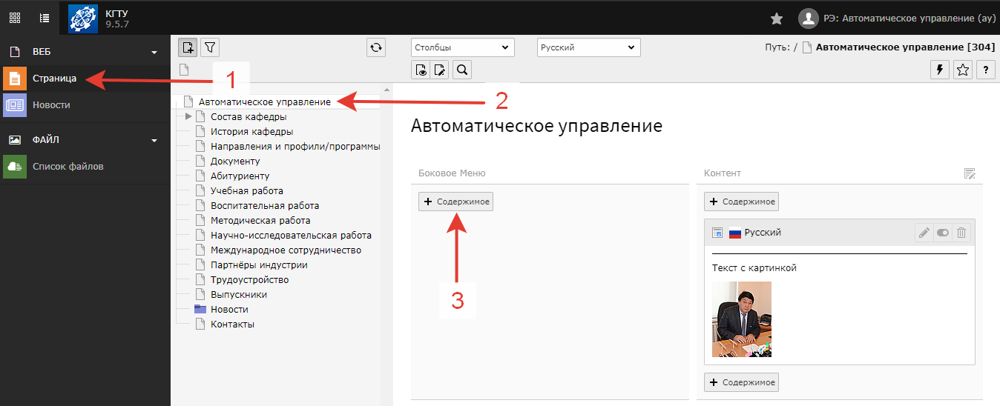 КГТУ
9.5.7
РЭ: Автоматическое управление (ау)
ВЕБ
Страница
Новости
ФАЙЛ
Список файлов
1
Автоматическое управление
2
Состав кафедры
История кафедры
Направления и профили/программы
Документу
Абитуриенту
Учебная работа
Воспитательная работа
Методическая работа
Научно-исследовательская работа
Международное сотрудничество
Партнёры индустрии
Трудоустройство
Выпускники
Новости
Контакты
Столбцы
Русский
Путь: / Автоматическое управление [304]
?
Автоматическое управление
Боковое Меню
+ Содержимое
3
Контент
+ Содержимое
Русский
Текст с картинкой
+ Содержимое